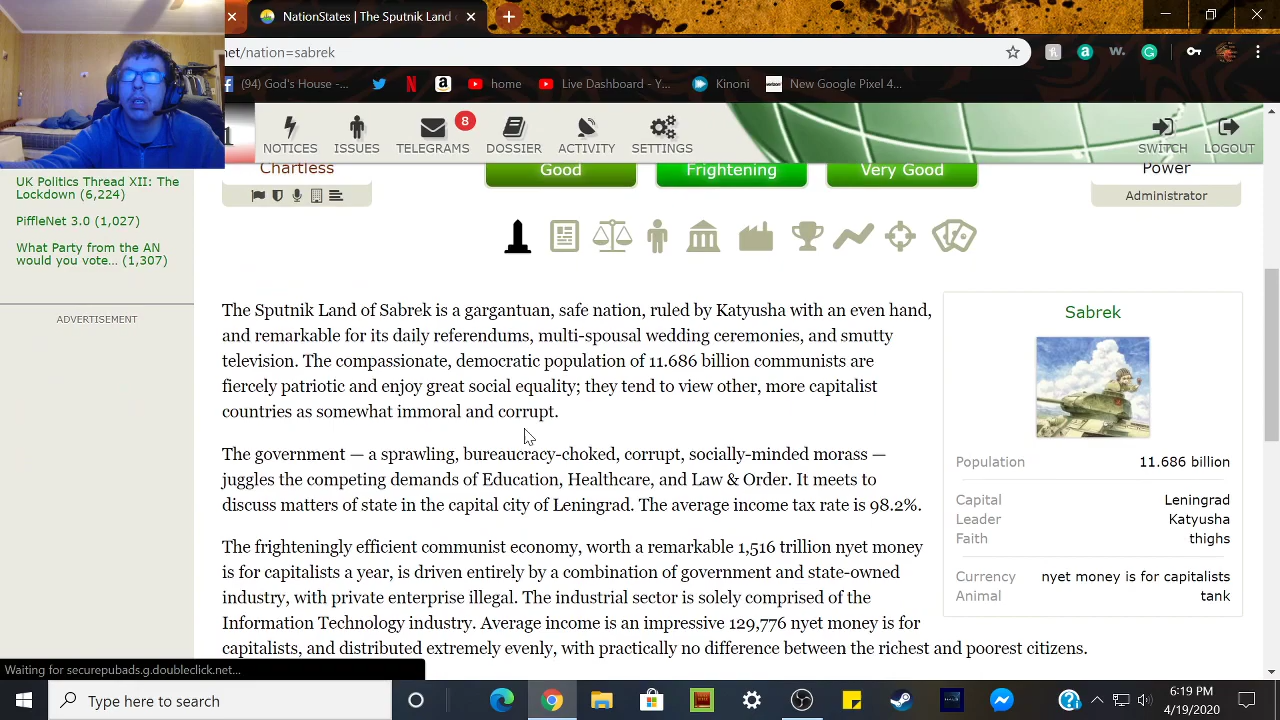 NationStates | The Sputnik Land
net/nation=sabrek
(94) God's House -...
home
Live Dashboard - Y...
Kinoni
New Google Pixel 4...
1
NOTICES
ISSUES
TELEGRAMS
8
DOSSIER
ACTIVITY
SETTINGS
SWITCH
LOGOUT
Chartless
Good
Frightening
Very Good
Power
Administrator
UK Politics Thread XII: The
Lockdown (6,224)
PiffleNet 3.0 (1,027)
What Party from the AN
would you vote... (1,307)
ADVERTISEMENT
The Sputnik Land of Sabrek is a gargantuan, safe nation, ruled by Katyusha with an even hand,
and remarkable for its daily referendums, multi-spousal wedding ceremonies, and smutty
television. The compassionate, democratic population of 11.686 billion communists are
fiercely patriotic and enjoy great social equality; they tend to view other, more capitalist
countries as somewhat immoral and corrupt.
The government — a sprawling, bureaucracy-choked, corrupt, socially-minded morass —
juggles the competing demands of Education, Healthcare, and Law & Order. It meets to
discuss matters of state in the capital city of Leningrad. The average income tax rate is 98.2%.
The frighteningly efficient communist economy, worth a remarkable 1,516 trillion nyet money
is for capitalists a year, is driven entirely by a combination of government and state-owned
industry, with private enterprise illegal. The industrial sector is solely comprised of the
Information Technology industry. Average income is an impressive 129,776 nyet money is for
capitalists, and distributed extremely evenly, with practically no difference between the richest and poorest citizens.
Sabrek
Population 11.686 billion
Capital Leningrad
Leader Katyusha
Faith thighs
Currency nyet money is for capitalists
Animal tank
Waiting for securepubads.g.doubleclick.net...
Type here to search
6:19 PM
4/19/2020